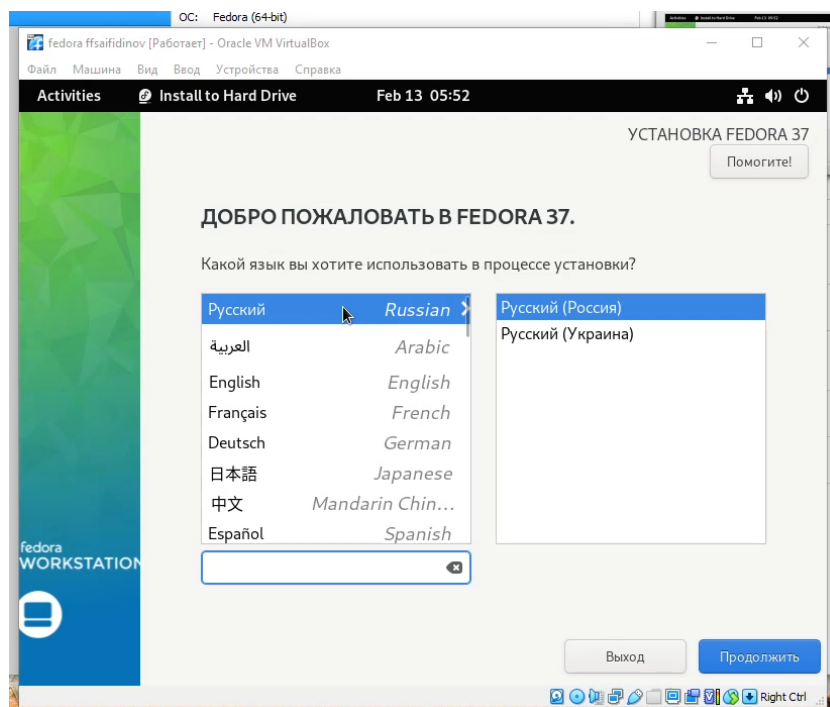 ОС: Fedora (64-bit)
fedora ffsaifidinov [Работает] - Oracle VM VirtualBox
Файл Машина Вид Ввод Устройства Справка
Activities Install to Hard Drive Feb 13 05:52
УСТАНОВКА FEDORA 37
Помогите!
ДОБРО ПОЖАЛОВАТЬ В FEDORA 37.
Какой язык вы хотите использовать в процессе установки?
Русский Russian
العربية Arabic
English English
Français French
Deutsch German
日本語 Japanese
中文 Mandarin Chin...
Español Spanish
Русский (Россия)
Русский (Украина)
fedora
WORKSTATION
Выход Продолжить
Right Ctrl